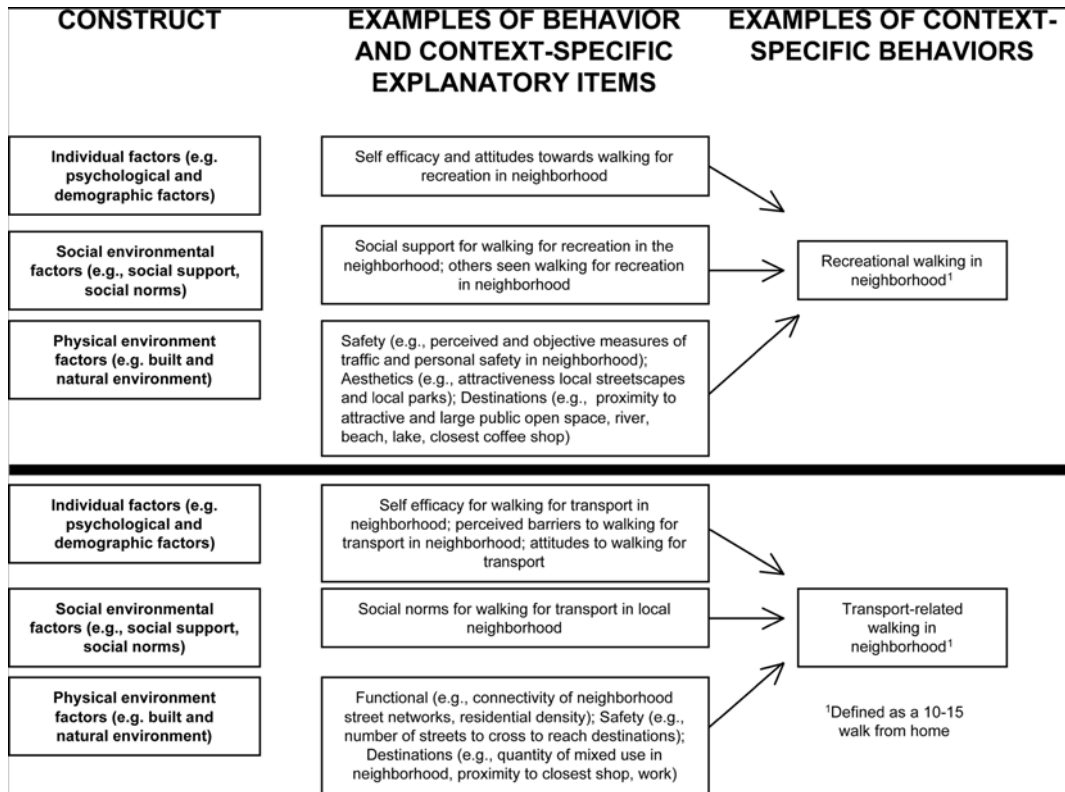 CONSTRUCT
EXAMPLES OF BEHAVIOR
AND CONTEXT-SPECIFIC
EXPLANATORY ITEMS
EXAMPLES OF CONTEXT-
SPECIFIC BEHAVIORS
Individual factors (e.g.
psychological and
demographic factors)
Self efficacy and attitudes towards walking for
recreation in neighborhood
Social environmental
factors (e.g., social support,
social norms)
Social support for walking for recreation in the
neighborhood; others seen walking for recreation
in neighborhood
Recreational walking in
neighborhood¹
Physical environment
factors (e.g. built and
natural environment)
Safety (e.g., perceived and objective measures of
traffic and personal safety in neighborhood);
Aesthetics (e.g., attractiveness local streetscapes
and local parks); Destinations (e.g., proximity to
attractive and large public open space, river,
beach, lake, closest coffee shop)
Individual factors (e.g.
psychological and
demographic factors)
Self efficacy for walking for transport in
neighborhood; perceived barriers to walking for
transport in neighborhood; attitudes to walking for
transport
Social environmental
factors (e.g., social support,
social norms)
Social norms for walking for transport in local
neighborhood
Transport-related
walking in
neighborhood¹
Physical environment
factors (e.g. built and
natural environment)
Functional (e.g., connectivity of neighborhood
street networks, residential density); Safety (e.g.,
number of streets to cross to reach destinations);
Destinations (e.g., quantity of mixed use in
neighborhood, proximity to closest shop, work)
¹Defined as a 10-15
walk from home